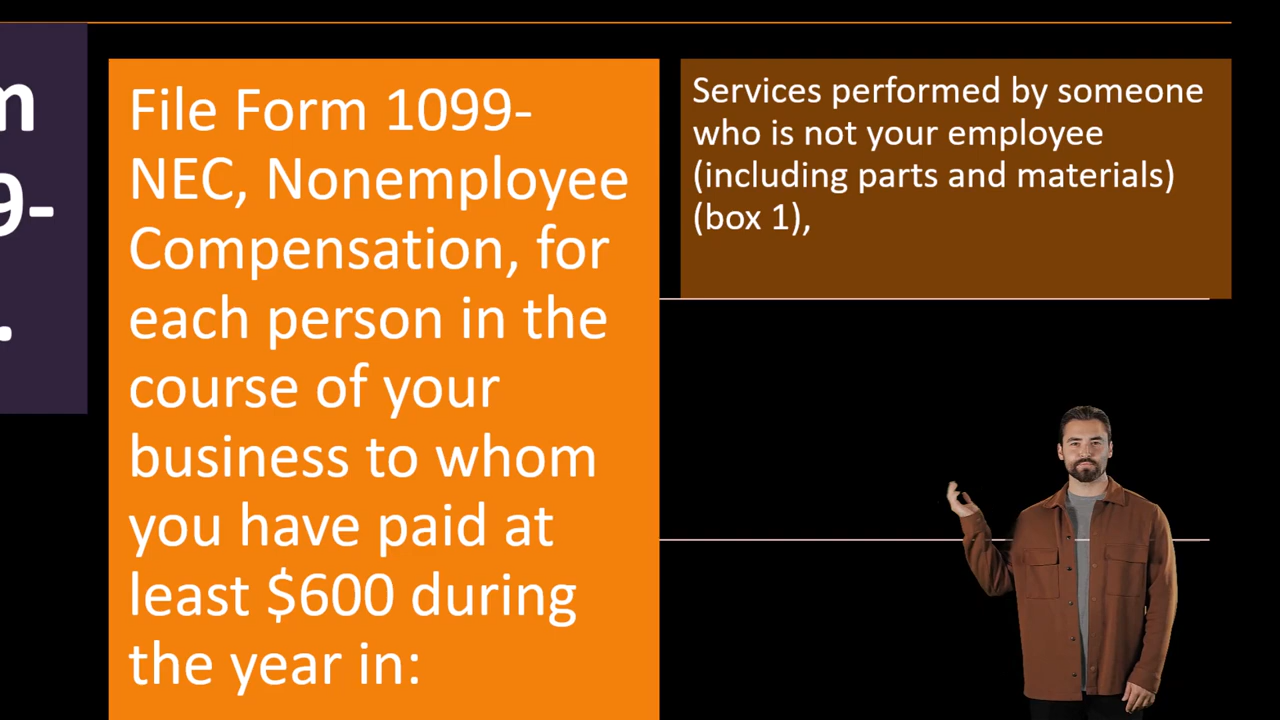 File Form 1099-
NEC, Nonemployee
Compensation, for
each person in the
course of your
business to whom
you have paid at
least $600 during
the year in:
Services performed by someone
who is not your employee
(including parts and materials)
(box 1),